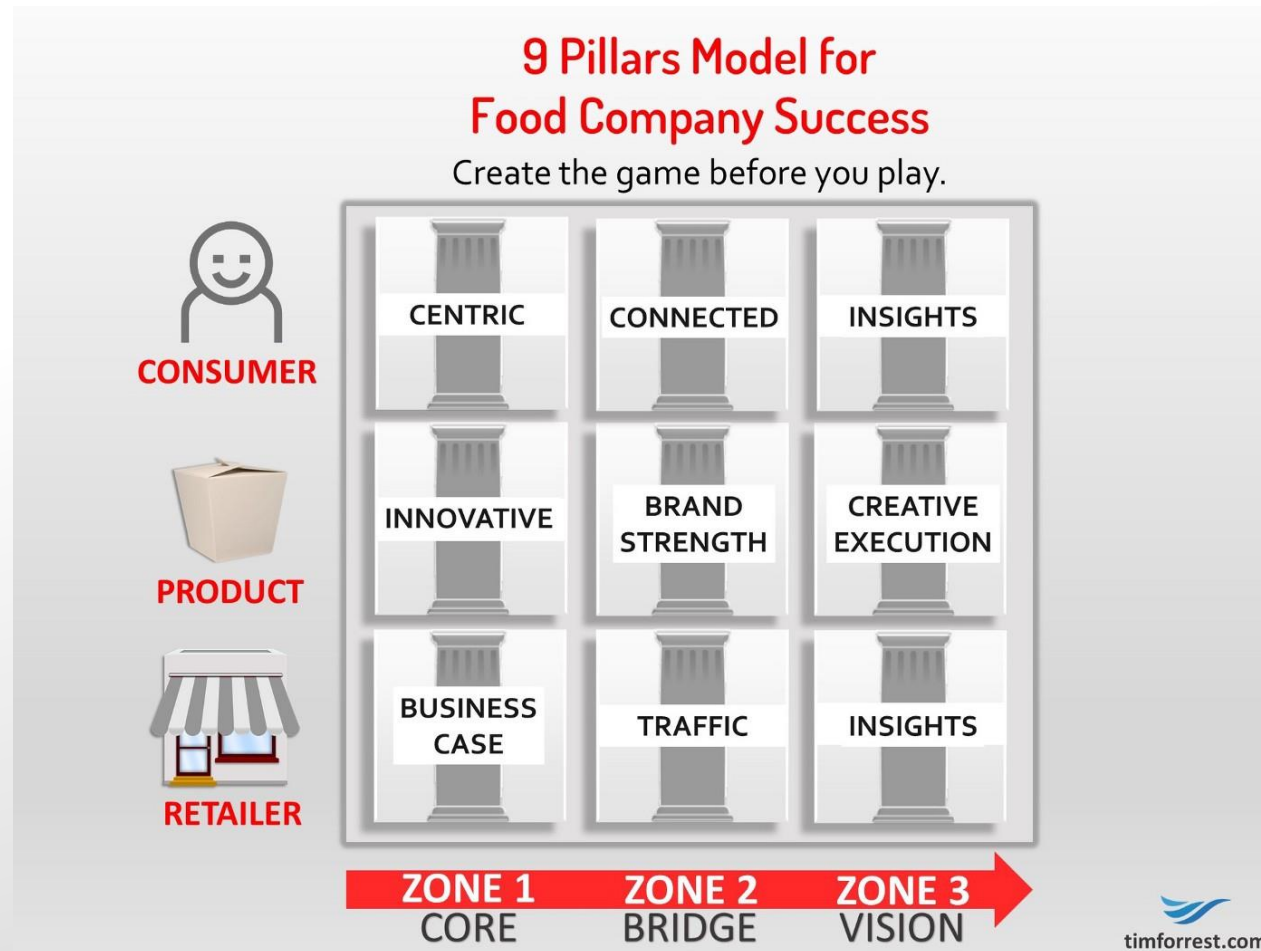 9 Pillars Model for
Food Company Success
Create the game before you play.
CONSUMER
CENTRIC
CONNECTED
INSIGHTS
PRODUCT
INNOVATIVE
BRAND
STRENGTH
CREATIVE
EXECUTION
RETAILER
BUSINESS
CASE
TRAFFIC
INSIGHTS
ZONE 1
CORE
ZONE 2
BRIDGE
ZONE 3
VISION
timforrest.com